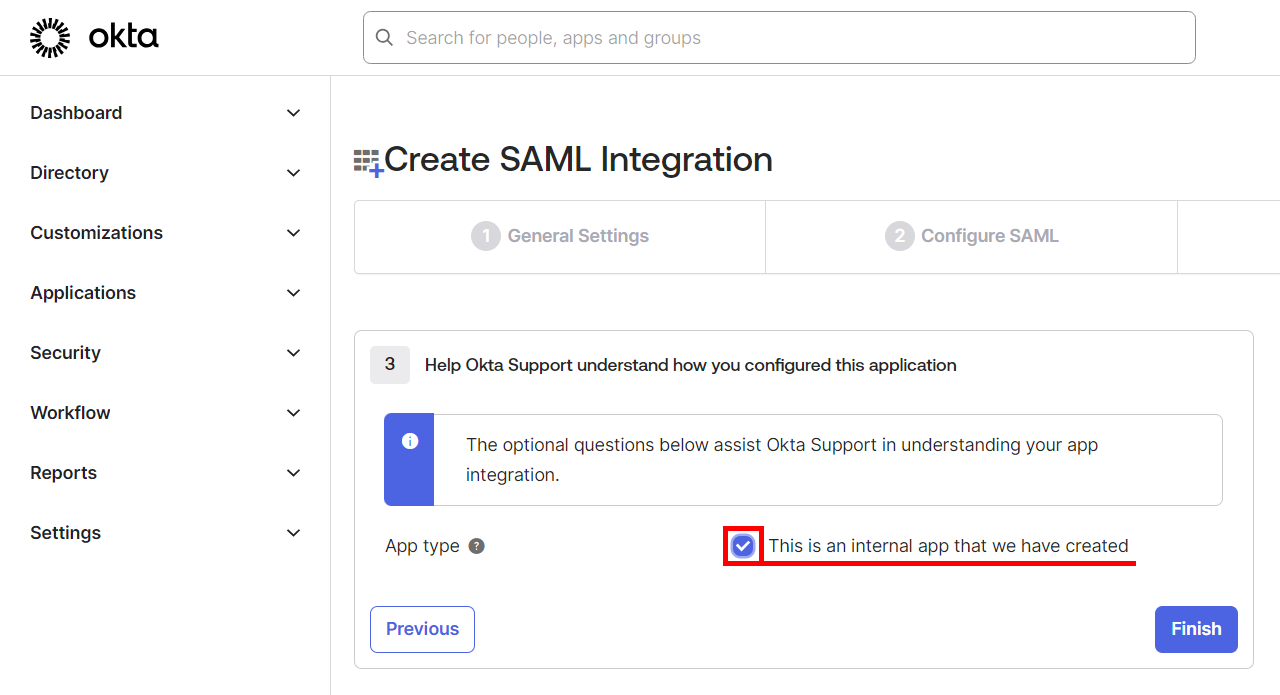 okta
Search for people, apps and groups
Dashboard
Directory
Customizations
Applications
Security
Workflow
Reports
Settings
Create SAML Integration
1 General Settings
2 Configure SAML
3 Help Okta Support understand how you configured this application
The optional questions below assist Okta Support in understanding your app
integration.
App type ? This is an internal app that we have created
Previous
Finish